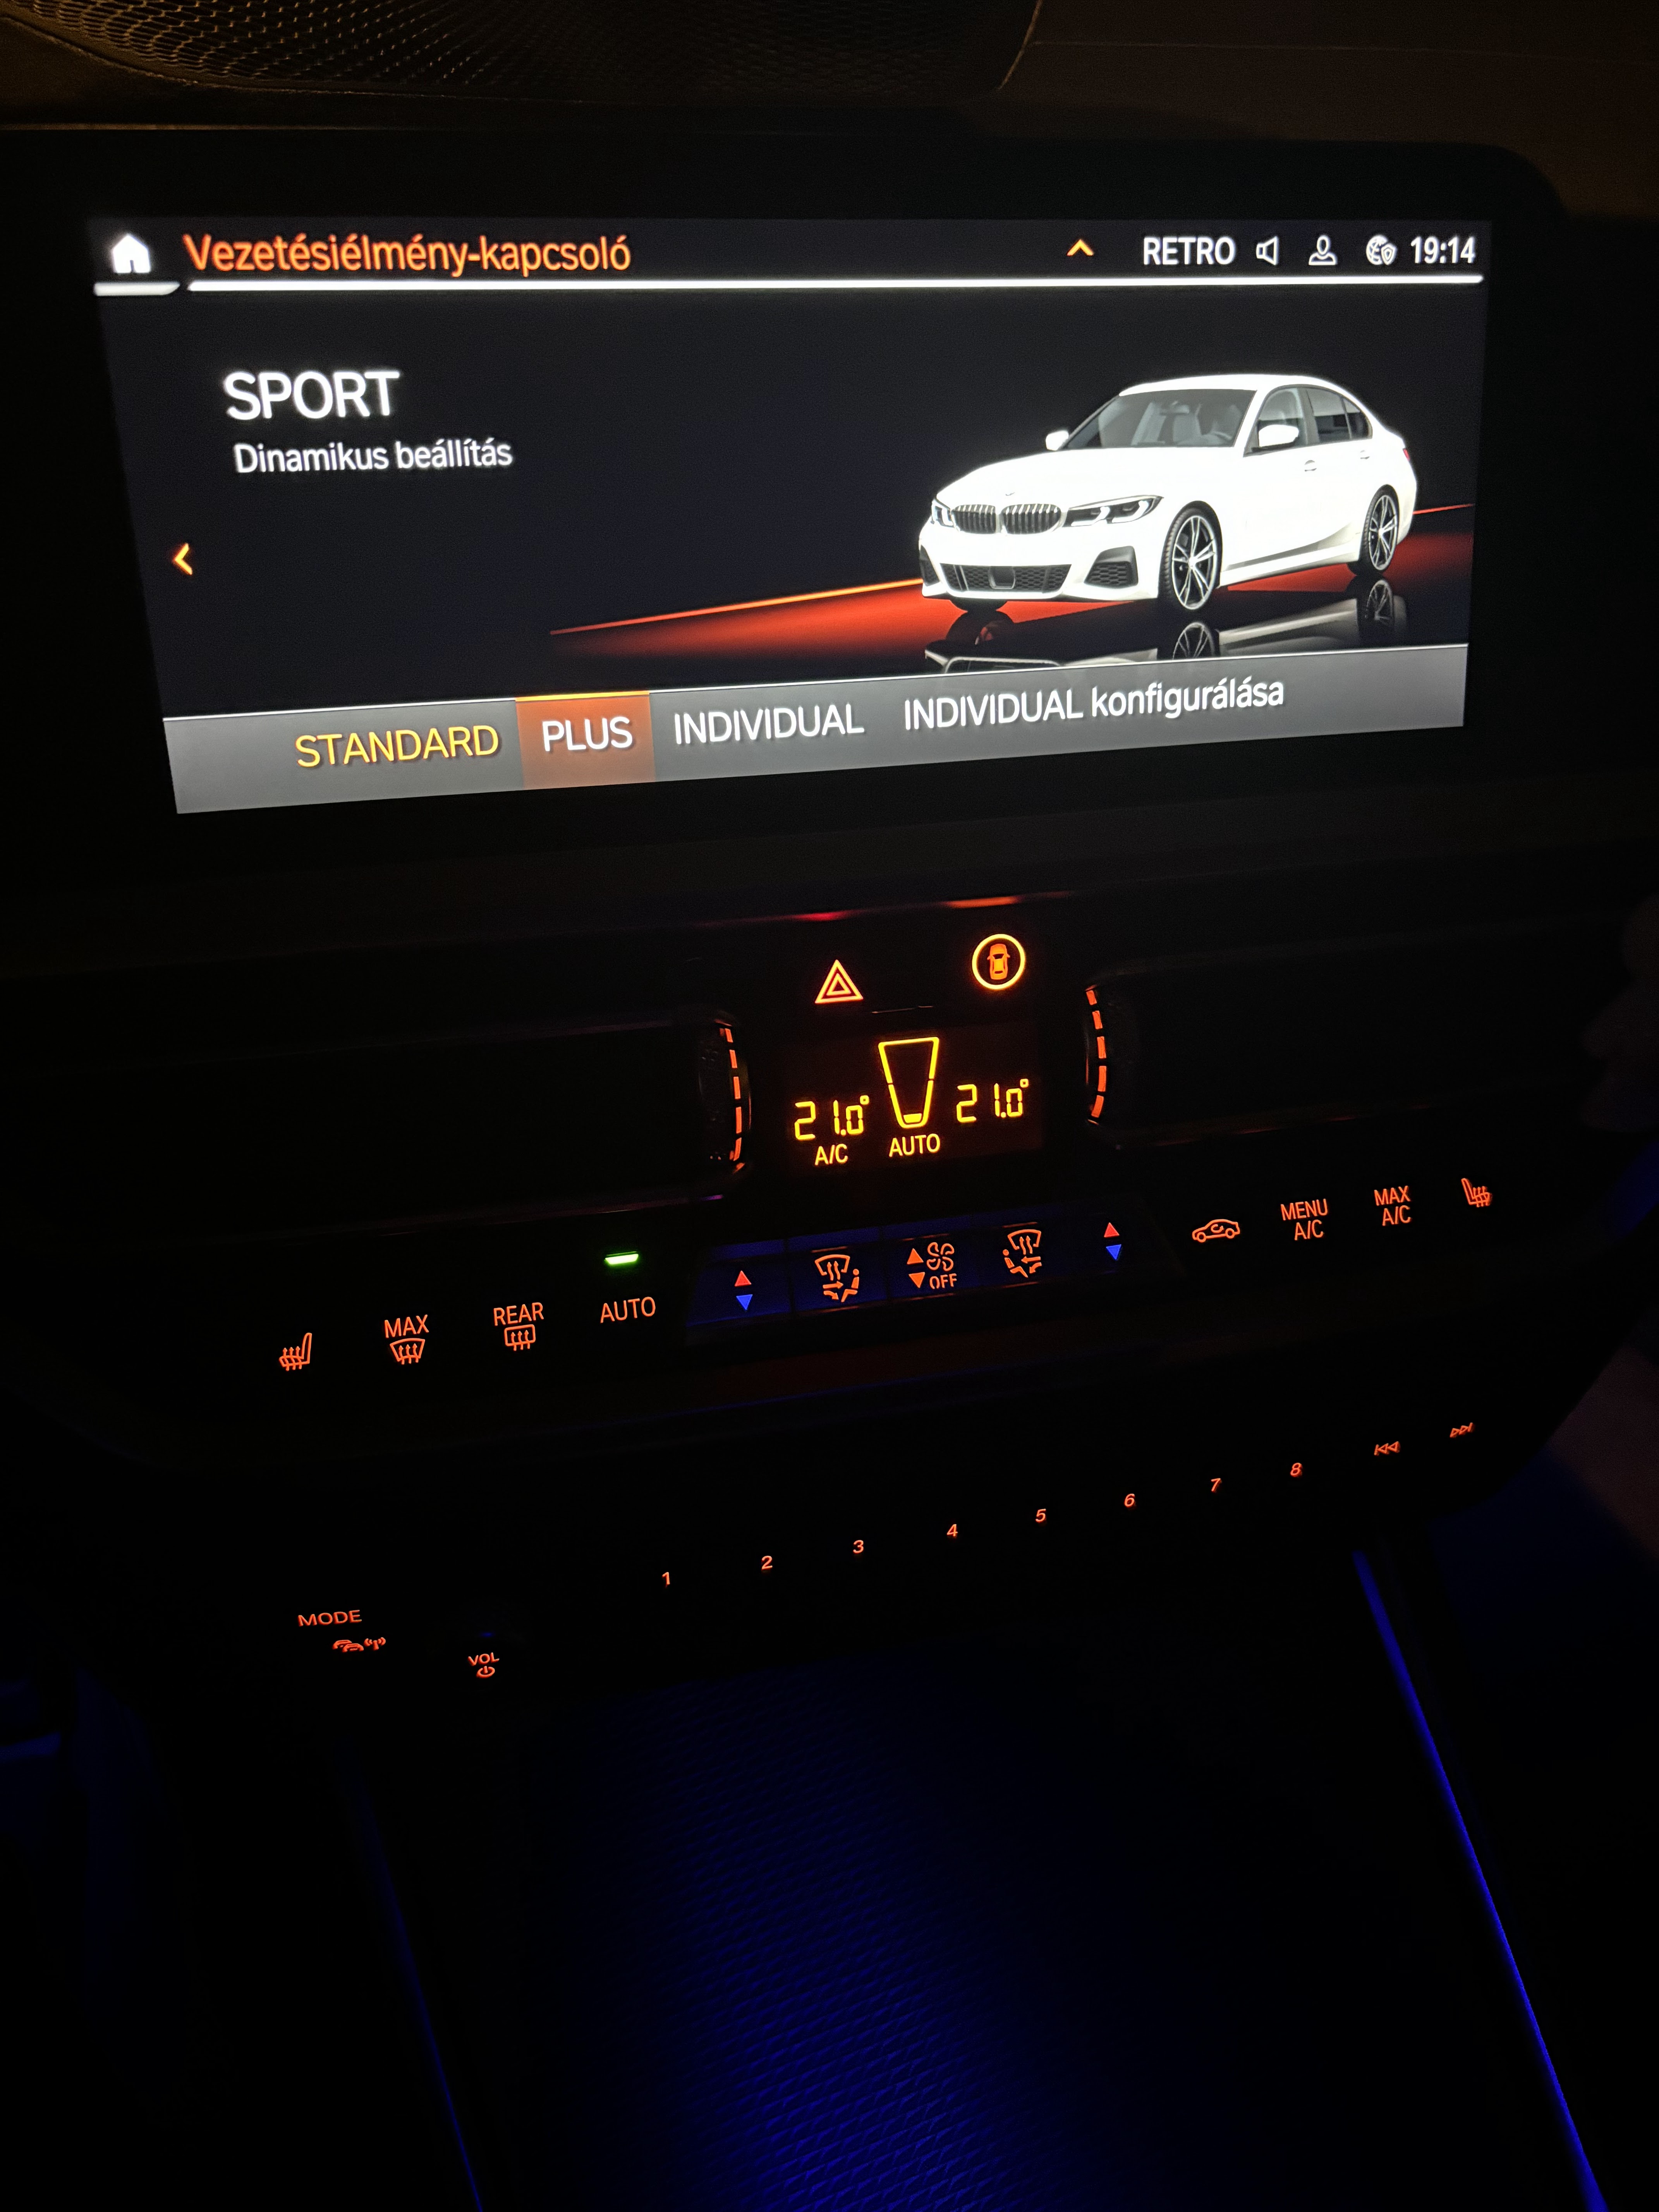 Vezetésiélmény-kapcsoló RETRO 19:14
SPORT
Dinamikus beállítás
STANDARD PLUS INDIVIDUAL INDIVIDUAL konfigurálása
21.0° 21.0°
A/C AUTO
MAX
REAR
AUTO
OFF
MENU
A/C
MAX
A/C
1 2 3 4 5 6 7 8
MODE
VOL